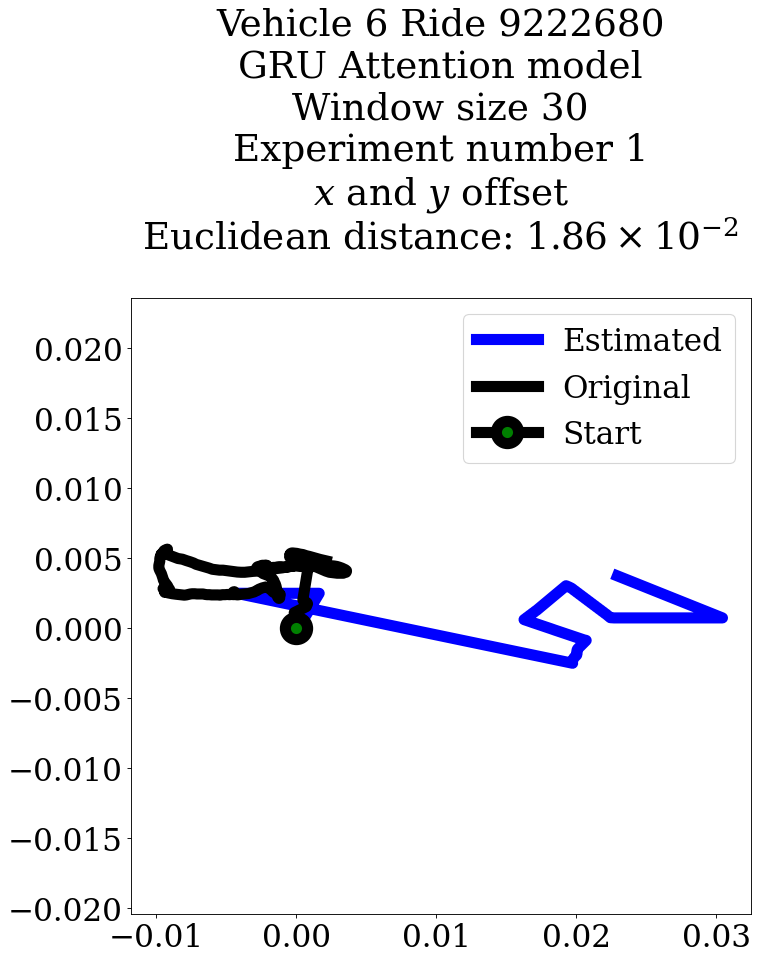 Vehicle 6 Ride 9222680
GRU Attention model
Window size 30
Experiment number 1
x and y offset
Euclidean distance: 1.86 × 10⁻²
Estimated
Original
Start
0.020
0.015
0.010
0.005
0.000
−0.005
−0.010
−0.015
−0.020
−0.01 0.00 0.01 0.02 0.03